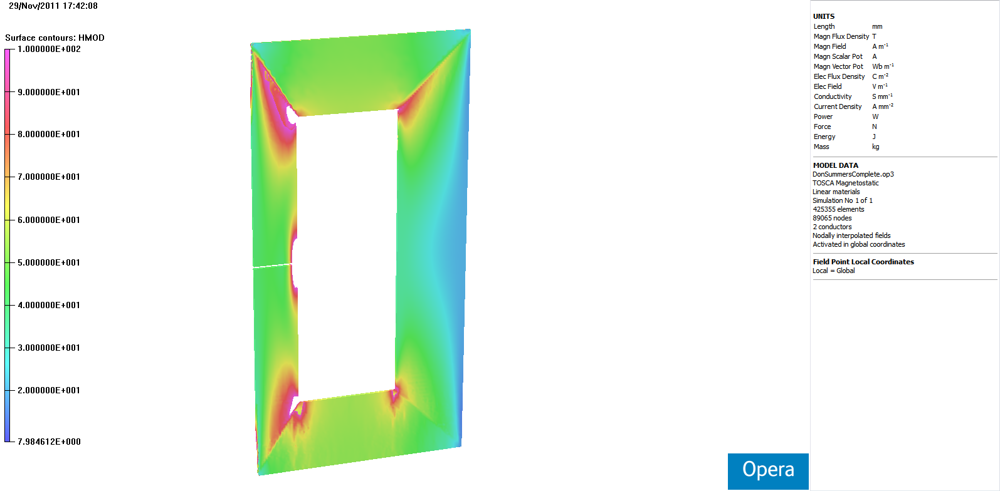 29/Nov/2011 17:42:08
Surface contours: HMOD
1.000000E+002
9.000000E+001
8.000000E+001
7.000000E+001
6.000000E+001
5.000000E+001
4.000000E+001
3.000000E+001
2.000000E+001
7.984612E+000
UNITS
Length mm
Magn Flux Density T
Magn Field A m⁻¹
Magn Scalar Pot A
Magn Vector Pot Wb m⁻¹
Elec Flux Density C m⁻²
Elec Field V m⁻¹
Conductivity S mm⁻¹
Current Density A mm⁻²
Power W
Force N
Energy J
Mass kg
MODEL DATA
DonSummersComplete.op3
TOSCA Magnetostatic
Linear materials
Simulation No 1 of 1
425355 elements
89065 nodes
2 conductors
Nodally interpolated fields
Activated in global coordinates
Field Point Local Coordinates
Local = Global
Opera